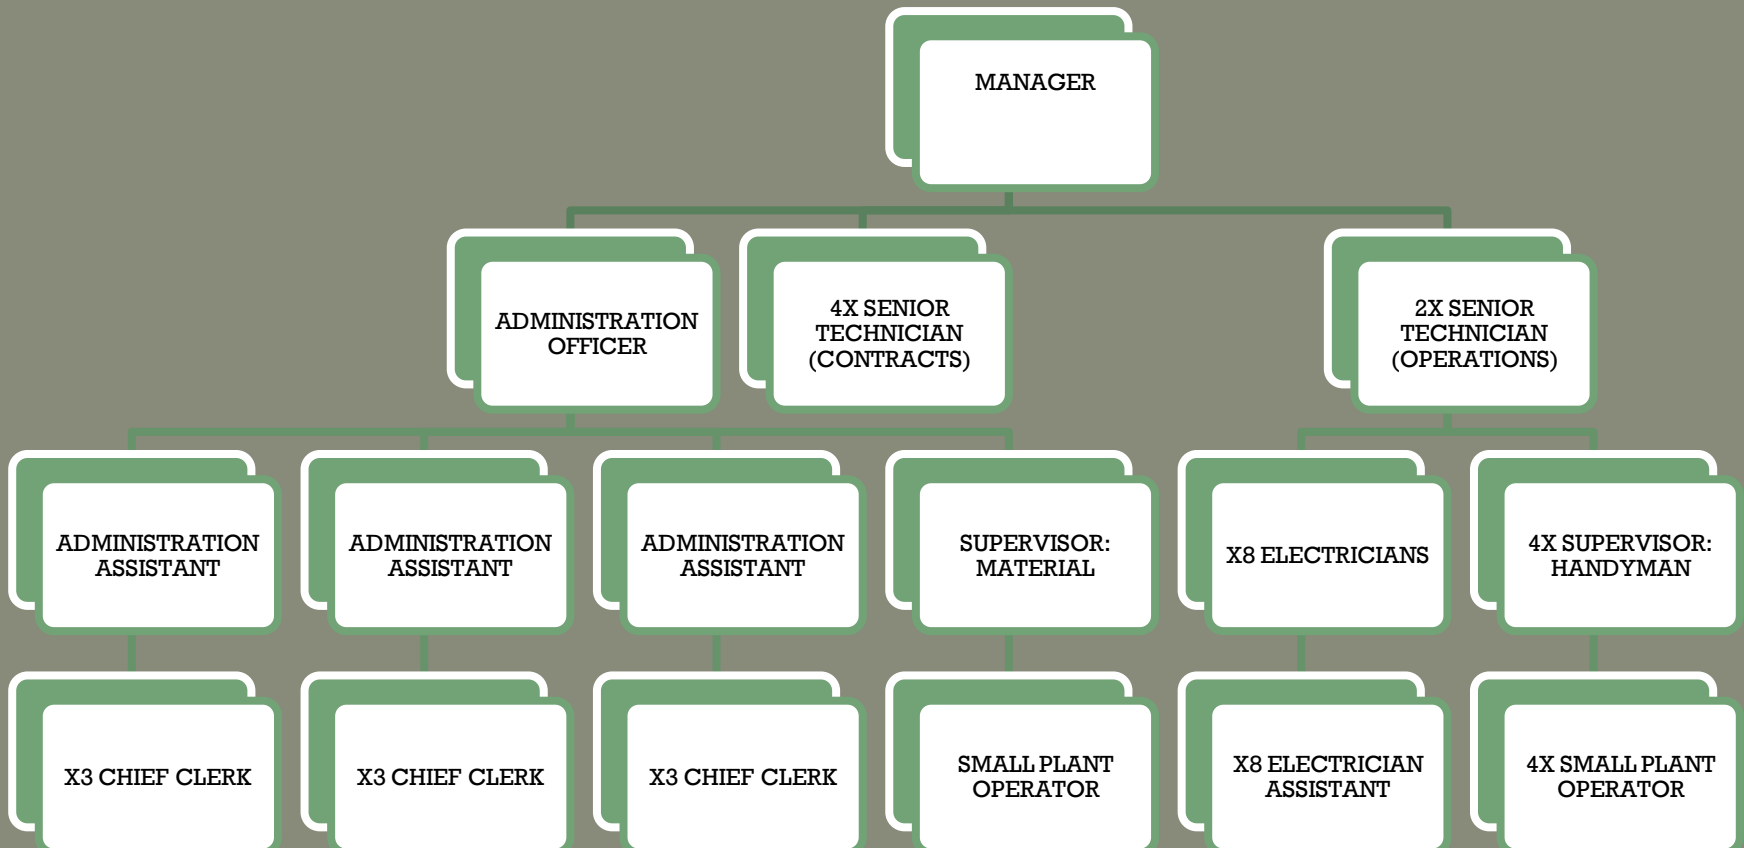 MANAGER
ADMINISTRATION
OFFICER
4X SENIOR
TECHNICIAN
(CONTRACTS)
2X SENIOR
TECHNICIAN
(OPERATIONS)
ADMINISTRATION
ASSISTANT
ADMINISTRATION
ASSISTANT
ADMINISTRATION
ASSISTANT
SUPERVISOR:
MATERIAL
X8 ELECTRICIANS
4X SUPERVISOR:
HANDYMAN
X3 CHIEF CLERK
X3 CHIEF CLERK
X3 CHIEF CLERK
SMALL PLANT
OPERATOR
X8 ELECTRICIAN
ASSISTANT
4X SMALL PLANT
OPERATOR